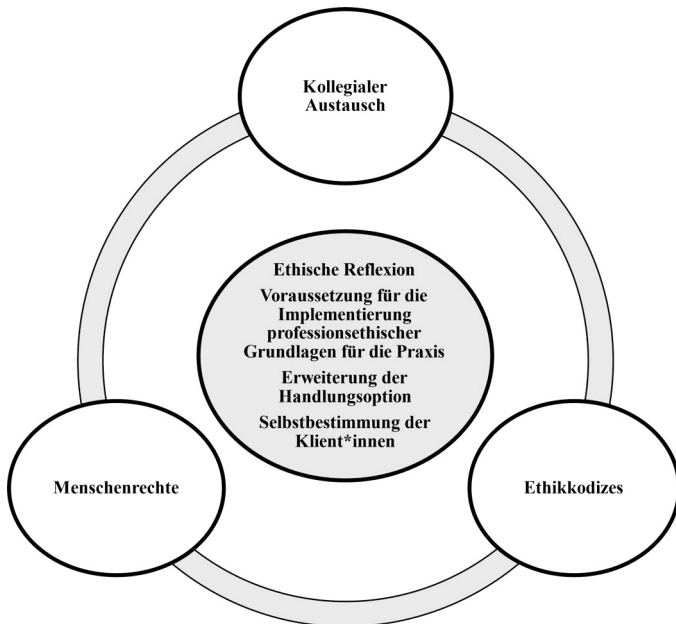 Kollegialer
Austausch
Ethische Reflexion
Voraussetzung für die
Implementierung
professionsethischer
Grundlagen für die Praxis
Erweiterung der
Handlungsoption
Selbstbestimmung der
Klient*innen
Menschenrechte
Ethikkodizes